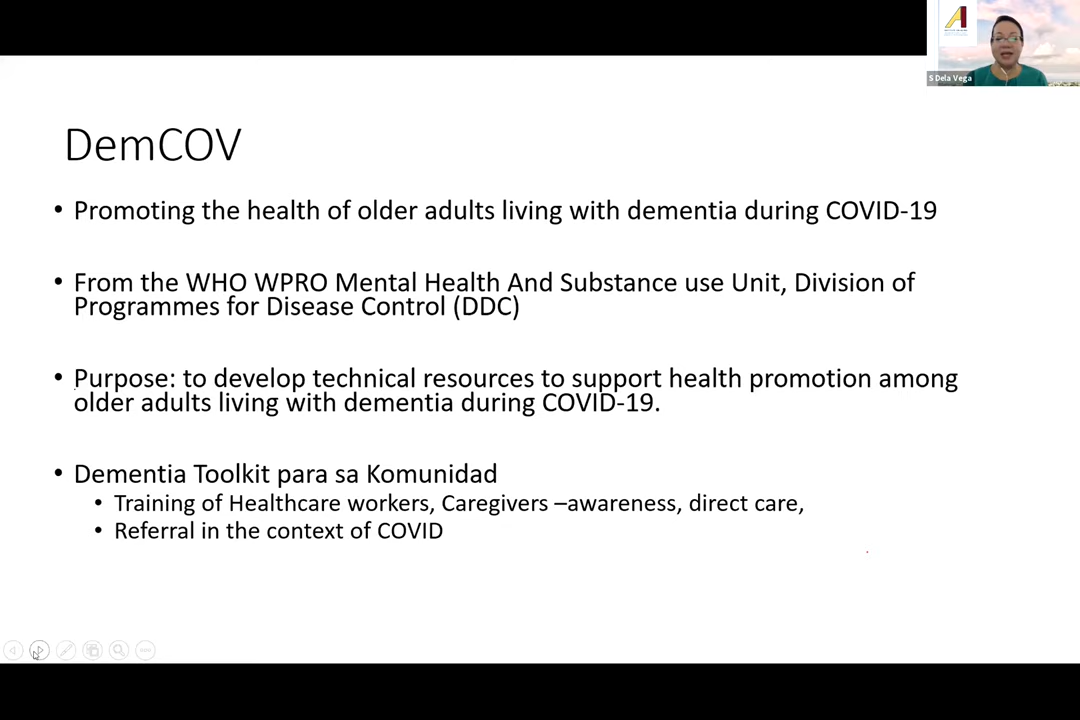 S Dela Vega
DemCOV
• Promoting the health of older adults living with dementia during COVID-19
• From the WHO WPRO Mental Health And Substance use Unit, Division of
Programmes for Disease Control (DDC)
• Purpose: to develop technical resources to support health promotion among
older adults living with dementia during COVID-19.
• Dementia Toolkit para sa Komunidad
• Training of Healthcare workers, Caregivers –awareness, direct care,
• Referral in the context of COVID